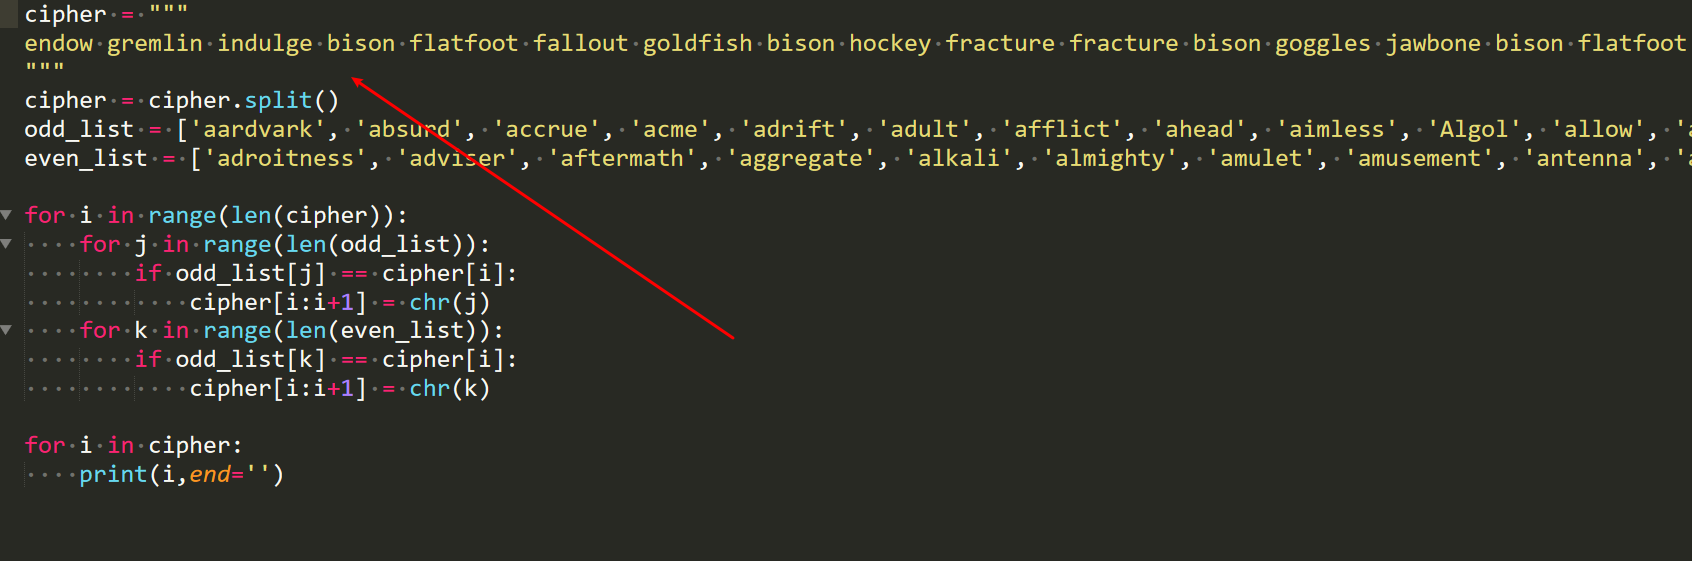 cipher = """
endow gremlin indulge bison flatfoot fallout goldfish bison hockey fracture fracture bison goggles jawbone bison flatfoot
"""
cipher = cipher.split()
odd_list = ['aardvark', 'absurd', 'accrue', 'acme', 'adrift', 'adult', 'afflict', 'ahead', 'aimless', 'Algol', 'allow', '
even_list = ['adroitness', 'adviser', 'aftermath', 'aggregate', 'alkali', 'almighty', 'amulet', 'amusement', 'antenna', '

for i in range(len(cipher)):
    for j in range(len(odd_list)):
        if odd_list[j] == cipher[i]:
            cipher[i:i+1] = chr(j)
    for k in range(len(even_list)):
        if odd_list[k] == cipher[i]:
            cipher[i:i+1] = chr(k)

for i in cipher:
    print(i,end='')